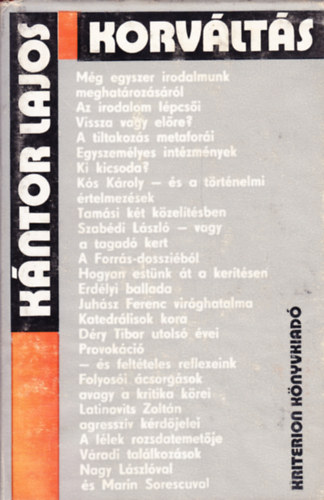 KÁNTOR LAJOS
KORVÁLTÁS
Még egyszer irodalmunk
meghatározásáról
Az irodalom lépcsői
Vissza vagy előre?
A tiltakozás metaforái
Egyszemélyes intézmények
Ki kicsoda?
Kós Károly – és a történelmi
értelmezések
Tamási két közelítésben
Szabédi László – vagy
a tagadó kert
A Forrás-dossziéból
Hogyan estünk át a kerítésen
Erdélyi ballada
Juhász Ferenc virághatalma
Katedrálisok kora
Déry Tibor utolsó évei
Provokáció
– és feltételes reflexeink
Folyosói ácsorgások
avagy a kritika körei
Latinovits Zoltán
agresszív kérdőjelei
A lélek rozsdatemetője
Váradi találkozások
Nagy Lászlóval
és Marin Sorescuval
KRITERION KÖNYVKIADÓ